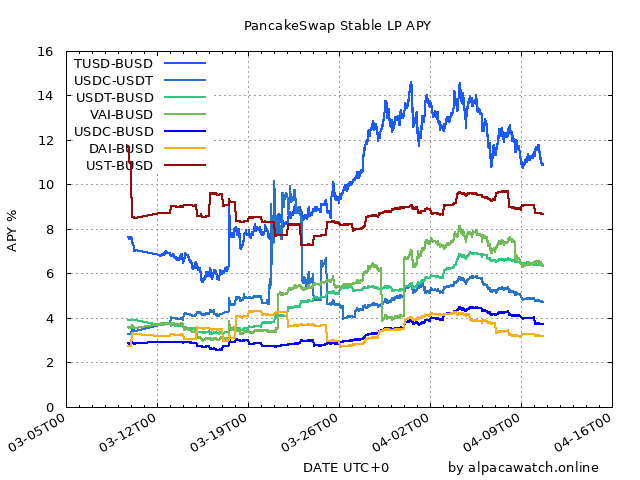 PancakeSwap Stable LP APY
16
14
12
10
8
6
4
2
0
APY %
TUSD-BUSD
USDC-USDT
USDT-BUSD
VAI-BUSD
USDC-BUSD
DAI-BUSD
UST-BUSD
03-05T00
03-12T00
03-19T00
03-26T00
04-02T00
04-09T00
04-16T00
DATE UTC+0
by alpacawatch.online